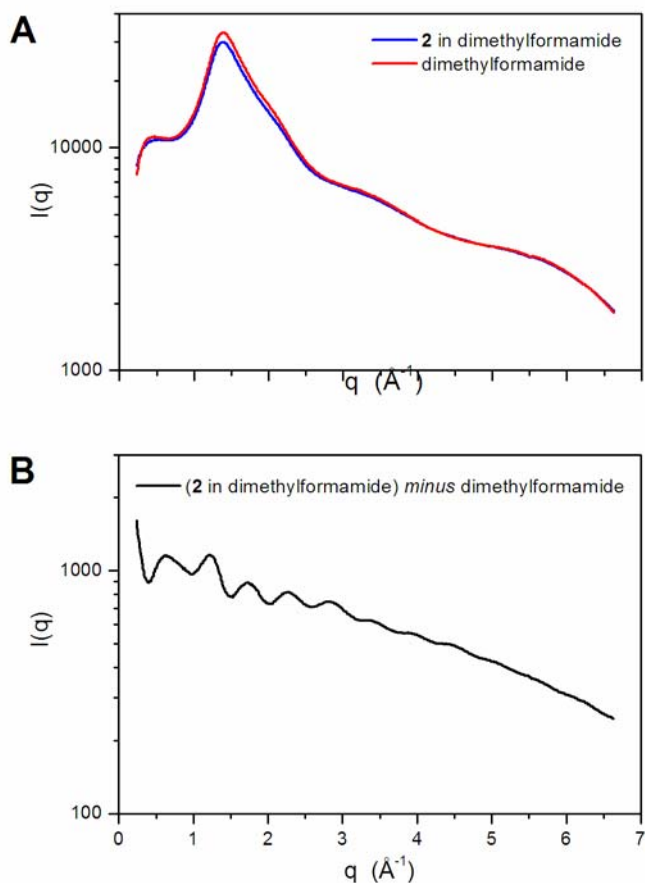 A
2 in dimethylformamide
dimethylformamide
10000
I(q)
1000
q (Å-1)
B
(2 in dimethylformamide) minus dimethylformamide
1000
I(q)
100
0 1 2 3 4 5 6 7
q (Å-1)